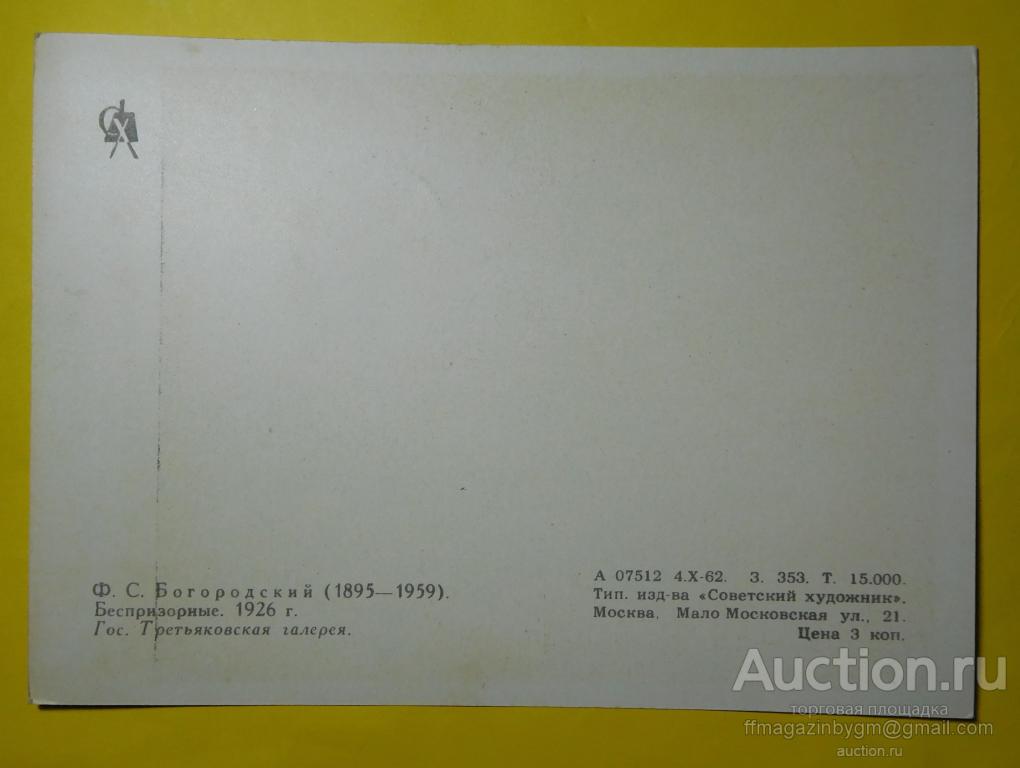 СХ
Ф. С. Богородский (1895—1959).
Беспризорные. 1926 г.
Гос. Третьяковская галерея.
А 07512 4.X-62. З. 353. Т. 15.000.
Тип. изд-ва «Советский художник».
Москва, Мало Московская ул., 21.
Цена 3 коп.
Auction.ru
торговая площадка
ffmagazinbygm@gmail.com
auction.ru